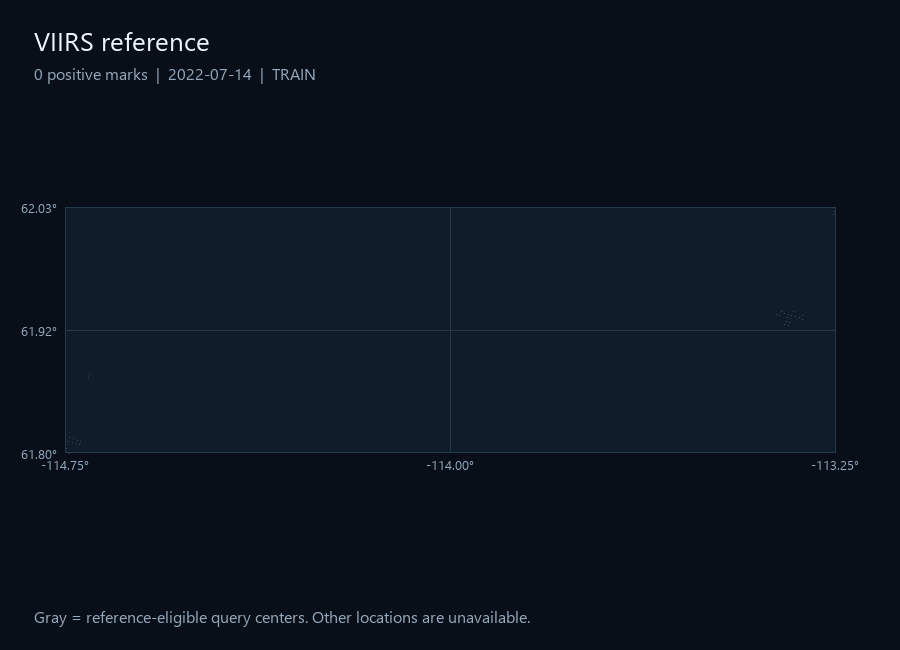 VIIRS reference
0 positive marks | 2022-07-14 | TRAIN
62.03°
61.92°
61.80°
-114.75° -114.00° -113.25°
Gray = reference-eligible query centers. Other locations are unavailable.